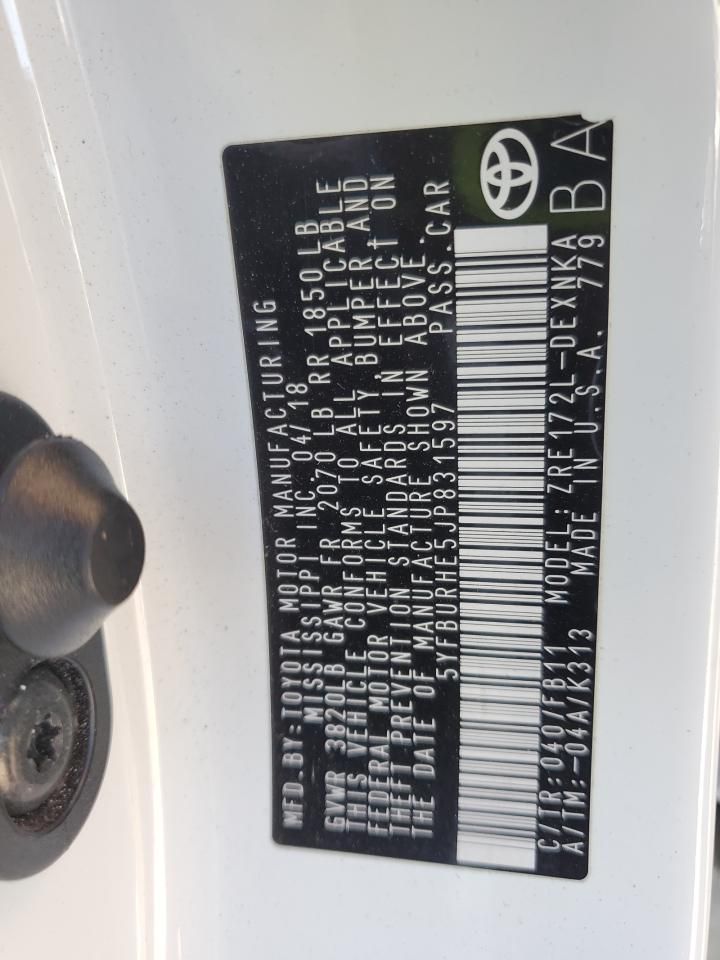 MFD.BY:TOYOTA MOTOR MANUFACTURING
MISSISSIPPI INC.04/18
GVWR 3820LB GAWR FR 2070 LB RR 1850 LB
THIS VEHICLE CONFORMS TO ALL APPLICABLE
FEDERAL MOTOR VEHICLE SAFETY, BUMPER, AND
THEFT PREVENTION STANDARDS IN EFFECT ON
THE DATE OF MANUFACTURE SHOWN ABOVE.
5YFBURHE5JP831597 PASS.CAR
C/TR:040/FB11 MODEL:ZRE172L-DEXNKA
A/TM:-04A/K313 MADE IN U.S.A. 779
BA